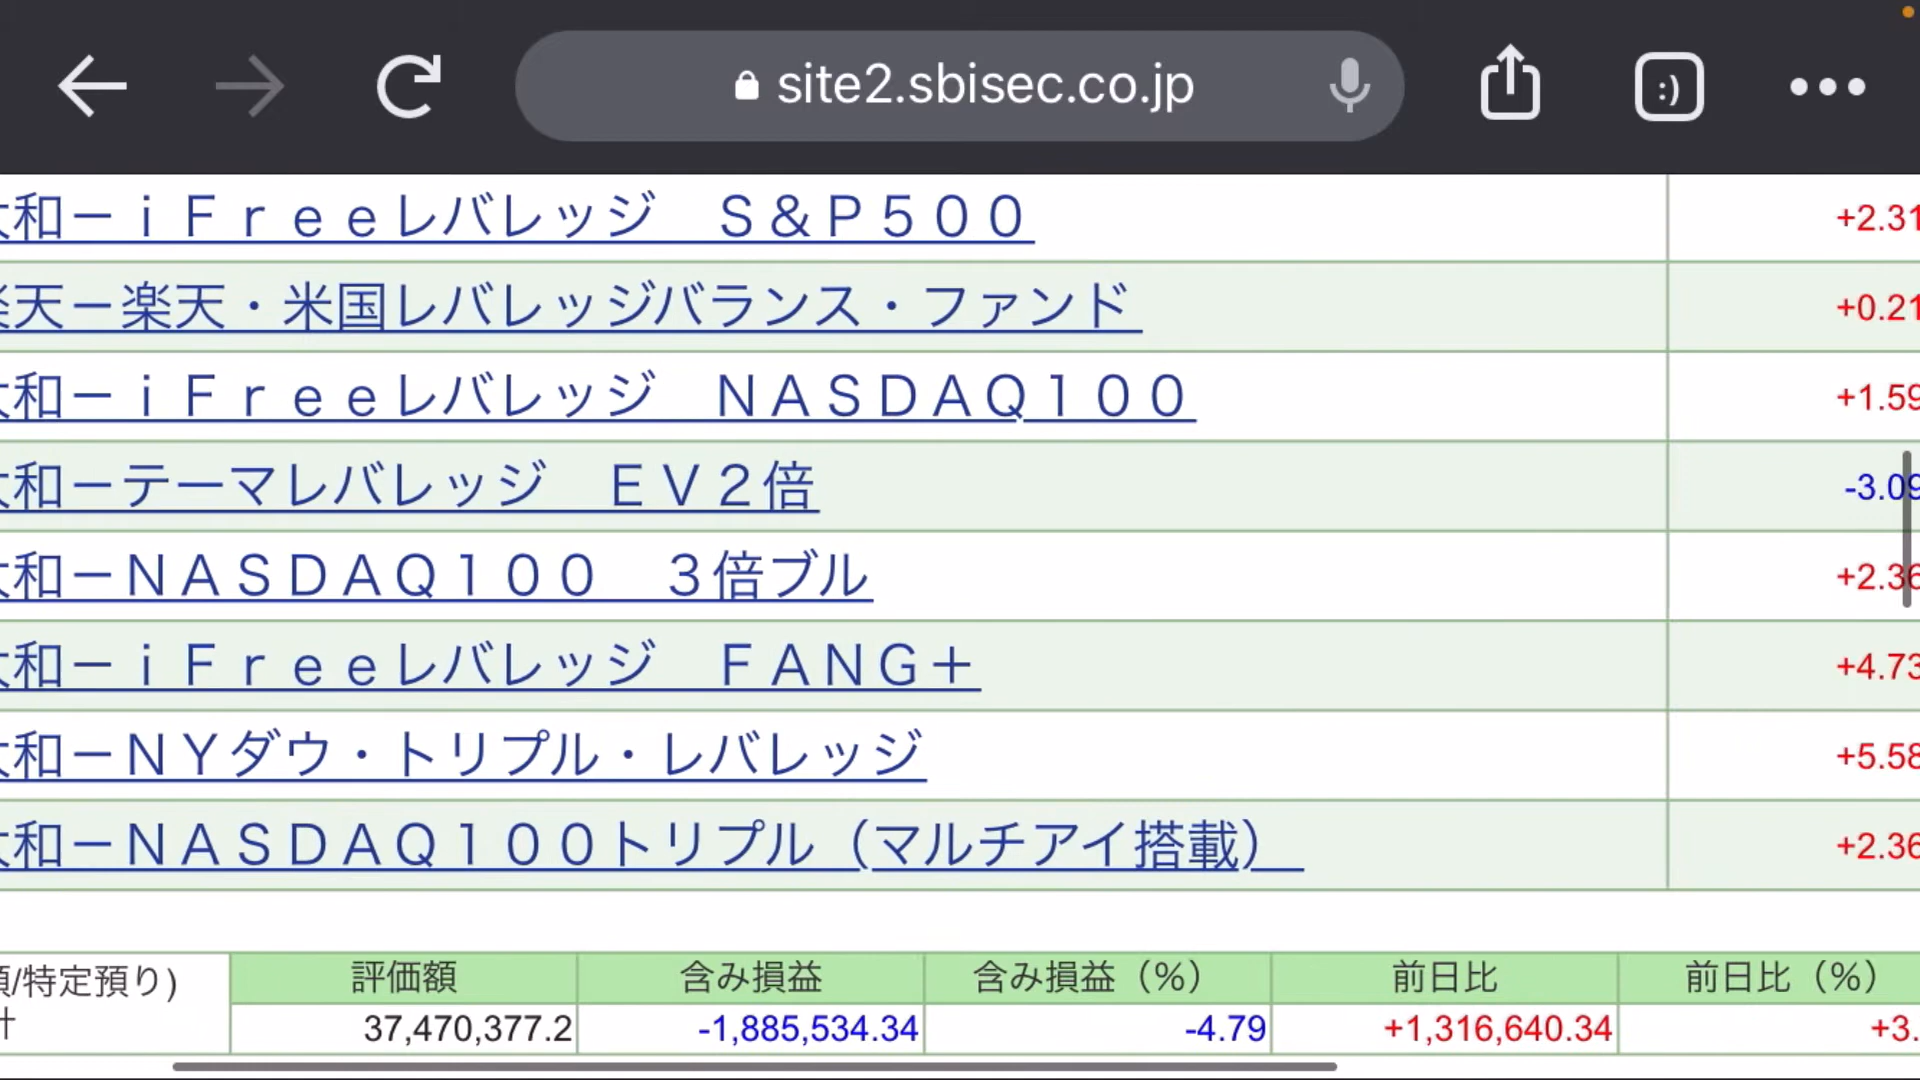 site2.sbisec.co.jp
:)
和－ｉＦｒｅｅレバレッジ　Ｓ＆Ｐ５００ +2.31
天－楽天・米国レバレッジバランス・ファンド +0.21
和－ｉＦｒｅｅレバレッジ　ＮＡＳＤＡＱ１００ +1.59
和－テーマレバレッジ　ＥＶ２倍 -3.09
和－ＮＡＳＤＡＱ１００　３倍ブル +2.36
和－ｉＦｒｅｅレバレッジ　ＦＡＮＧ＋ +4.73
和－ＮＹダウ・トリプル・レバレッジ +5.58
和－ＮＡＳＤＡＱ１００トリプル（マルチアイ搭載） +2.36
/特定預り) 評価額 含み損益 含み損益（%） 前日比 前日比（%）
37,470,377.2 -1,885,534.34 -4.79 +1,316,640.34 +3.